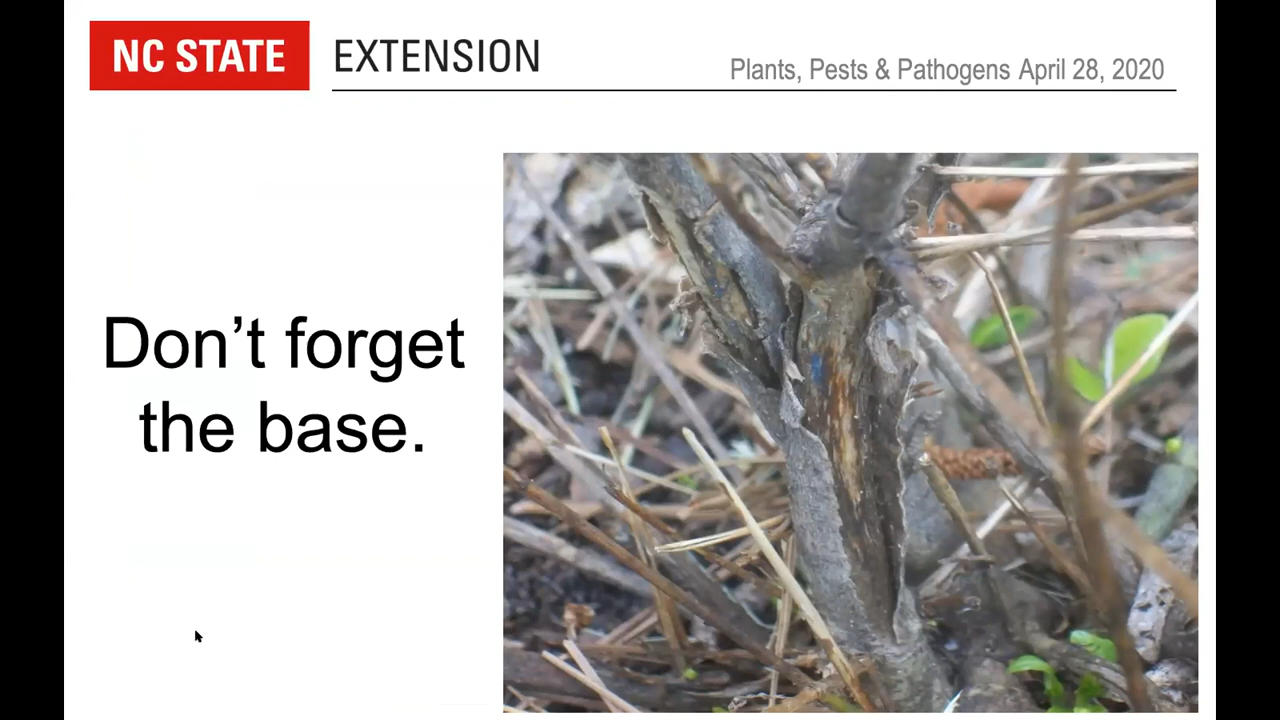 NC STATE EXTENSION
Plants, Pests & Pathogens April 28, 2020
Don’t forget
the base.